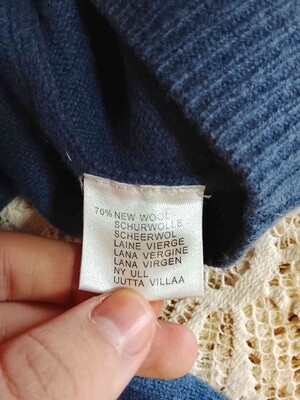 70% NEW WOOL
SCHURWOLLE
SCHEERWOL
LAINE VIERGE
LANA VERGINE
LANA VIRGEN
NY ULL
UUTTA VILLAA